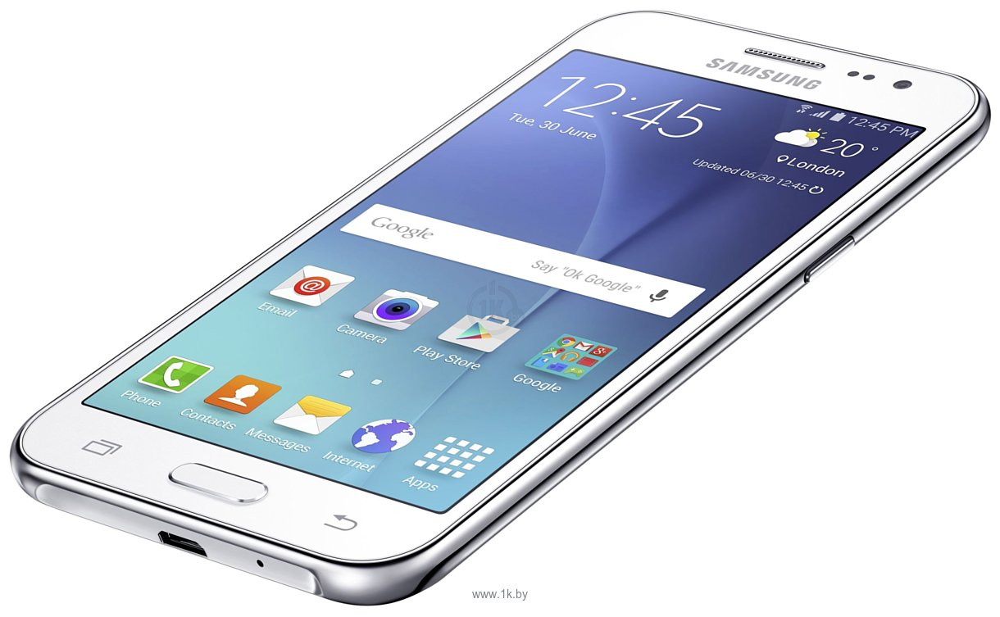 SAMSUNG
12:45 PM
12:45
Tue, 30 June
20 °
London
Updated 06/30 12:45
Google
Say "Ok Google"
1K
Email
Camera
Play Store
Google
Phone
Contacts
Messages
Internet
Apps
www.1k.by